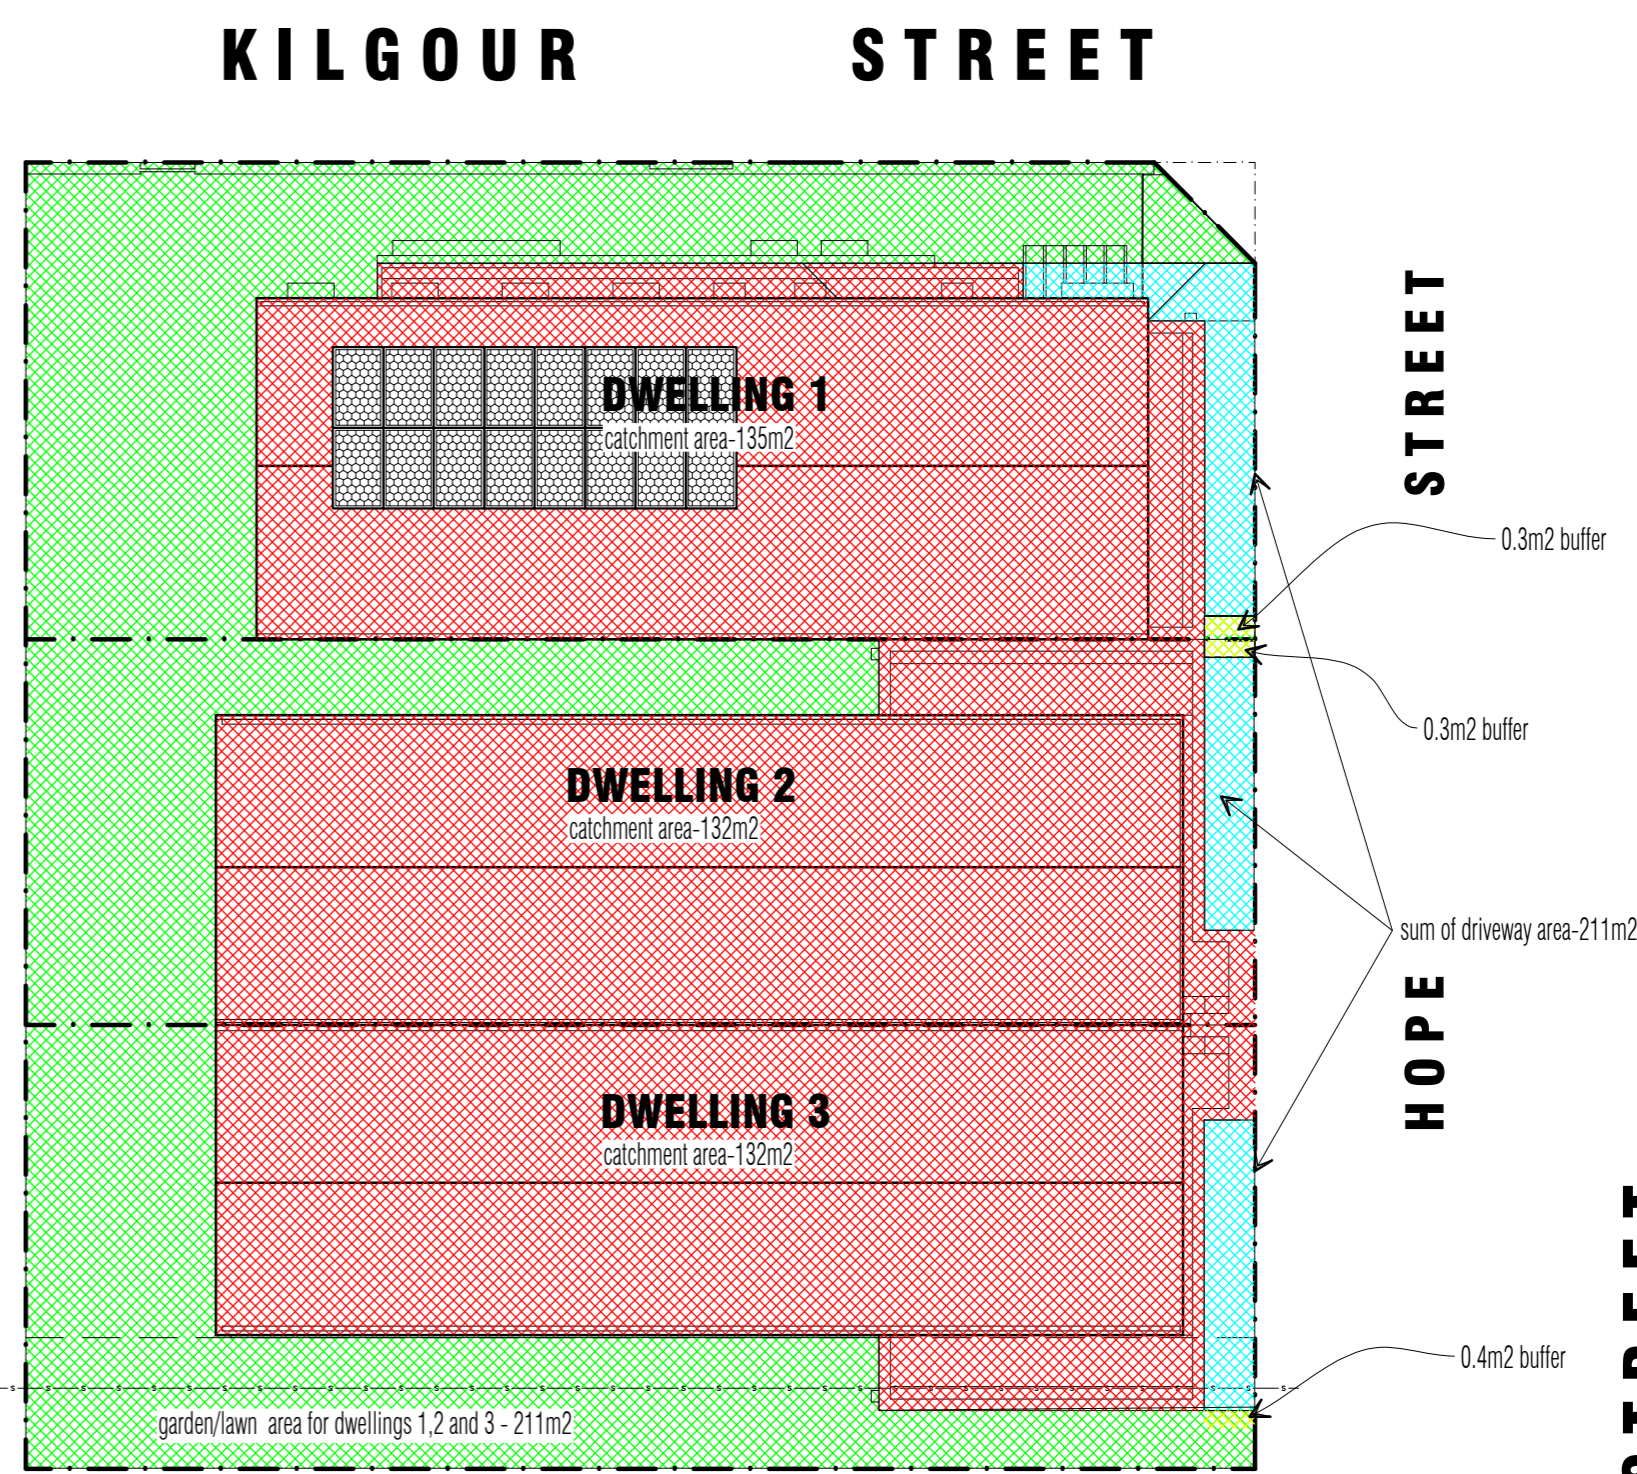 KILGOUR STREET
DWELLING 1
catchment area-135m2
HOPE STREET
0.3m2 buffer
0.3m2 buffer
DWELLING 2
catchment area-132m2
sum of driveway area-211m2
DWELLING 3
catchment area-132m2
0.4m2 buffer
garden/lawn area for dwellings 1,2 and 3 - 211m2